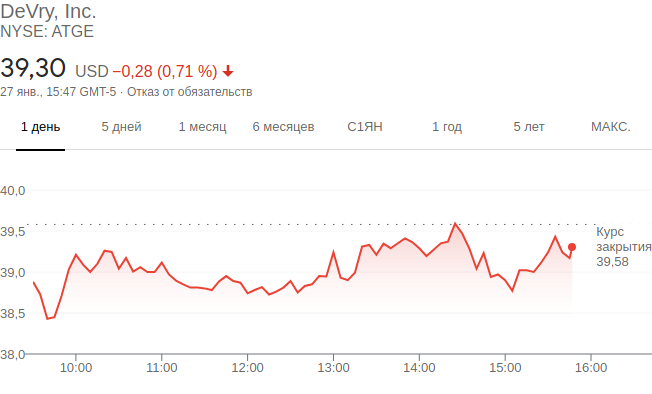 DeVry, Inc.
NYSE: ATGE
39,30 USD −0,28 (0,71 %)
27 янв., 15:47 GMT-5 · Отказ от обязательств
1 день 5 дней 1 месяц 6 месяцев С1ЯН 1 год 5 лет МАКС.
40,0
39,5
39,0
38,5
38,0
Курс
закрытия
39,58
10:00 11:00 12:00 13:00 14:00 15:00 16:00